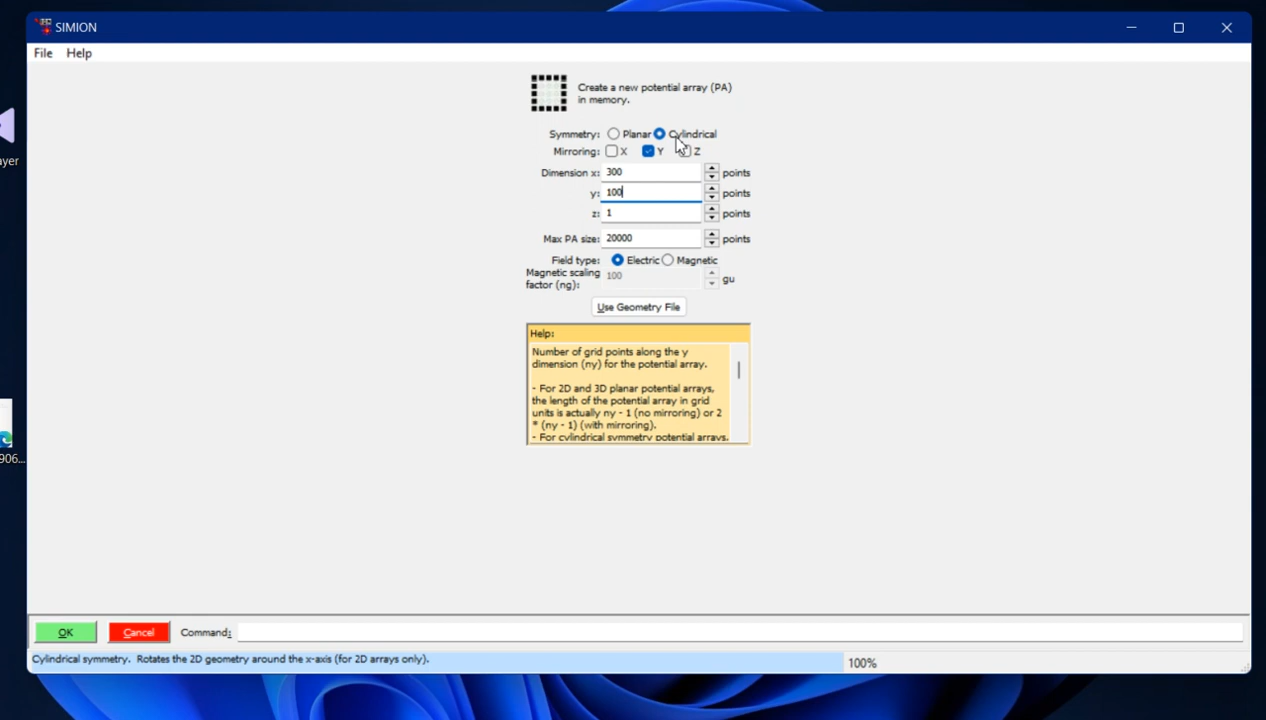 SIMION
File Help
ayer
Create a new potential array (PA)
in memory.
Symmetry: Planar Cylindrical
Mirroring: X Y Z
Dimension x: 300 points
y: 100 points
z: 1 points
Max PA size: 20000 points
Field type: Electric Magnetic
Magnetic scaling
factor (ng): 100 gu
Use Geometry File
Help:
Number of grid points along the y
dimension (ny) for the potential array.
- For 2D and 3D planar potential arrays,
the length of the potential array in grid
units is actually ny - 1 (no mirroring) or 2
* (ny - 1) (with mirroring).
- For cylindrical symmetry potential arrays,
906...
OK Cancel Command:
Cylindrical symmetry. Rotates the 2D geometry around the x-axis (for 2D arrays only). 100%